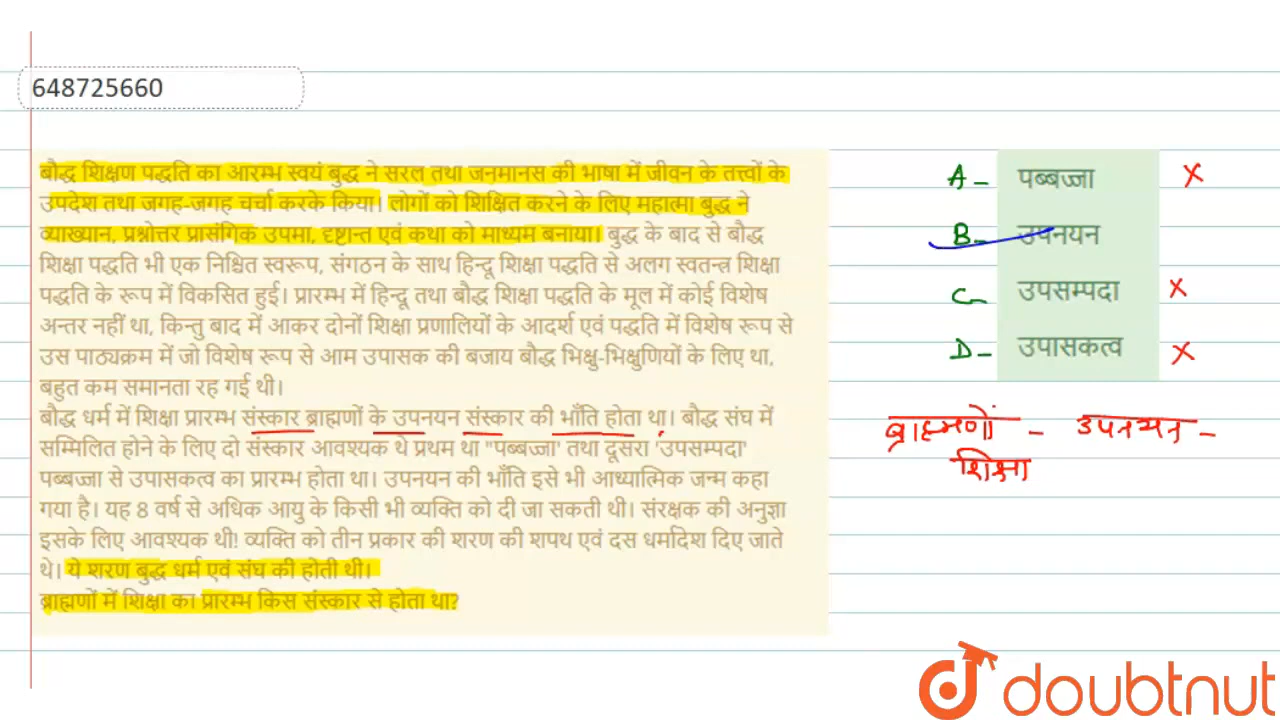 648725660
बौद्ध शिक्षण पद्धति का आरम्भ स्वयं बुद्ध ने सरल तथा जनमानस की भाषा में जीवन के तत्त्वों के
उपदेश तथा जगह-जगह चर्चा करके किया। लोगों को शिक्षित करने के लिए महात्मा बुद्ध ने
व्याख्यान, प्रश्नोत्तर प्रासंगिक उपमा, दृष्टान्त एवं कथा को माध्यम बनाया। बुद्ध के बाद से बौद्ध
शिक्षा पद्धति भी एक निश्चित स्वरूप, संगठन के साथ हिन्दू शिक्षा पद्धति से अलग स्वतन्त्र शिक्षा
पद्धति के रूप में विकसित हुई। प्रारम्भ में हिन्दू तथा बौद्ध शिक्षा पद्धति के मूल में कोई विशेष
अन्तर नहीं था, किन्तु बाद में आकर दोनों शिक्षा प्रणालियों के आदर्श एवं पद्धति में विशेष रूप से
उस पाठ्यक्रम में जो विशेष रूप से आम उपासक की बजाय बौद्ध भिक्षु-भिक्षुणियों के लिए था,
बहुत कम समानता रह गई थी।
बौद्ध धर्म में शिक्षा प्रारम्भ संस्कार ब्राह्मणों के उपनयन संस्कार की भाँति होता था। बौद्ध संघ में
सम्मिलित होने के लिए दो संस्कार आवश्यक थे प्रथम था "पब्बज्जा' तथा दूसरा 'उपसम्पदा'
पब्बज्जा से उपासकत्व का प्रारम्भ होता था। उपनयन की भाँति इसे भी आध्यात्मिक जन्म कहा
गया है। यह 8 वर्ष से अधिक आयु के किसी भी व्यक्ति को दी जा सकती थी। संरक्षक की अनुज्ञा
इसके लिए आवश्यक थी! व्यक्ति को तीन प्रकार की शरण की शपथ एवं दस धर्मादेश दिए जाते
थे। ये शरण बुद्ध धर्म एवं संघ की होती थी।
ब्राह्मणों में शिक्षा का प्रारम्भ किस संस्कार से होता था?
A- पब्बज्जा X
B- उपनयन
C- उपसम्पदा X
D- उपासकत्व X
ब्राह्मणों - उपनयन -
शिक्षा
doubtnut